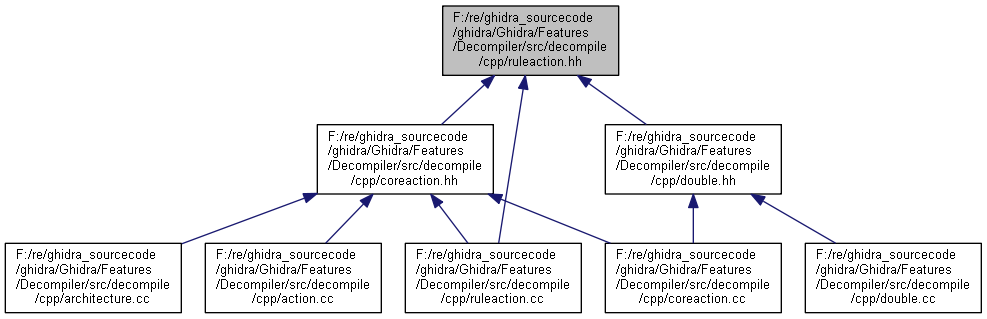 F:/re/ghidra_sourcecode
/ghidra/Ghidra/Features
/Decompiler/src/decompile
/cpp/ruleaction.hh
F:/re/ghidra_sourcecode
/ghidra/Ghidra/Features
/Decompiler/src/decompile
/cpp/coreaction.hh
F:/re/ghidra_sourcecode
/ghidra/Ghidra/Features
/Decompiler/src/decompile
/cpp/double.hh
F:/re/ghidra_sourcecode
/ghidra/Ghidra/Features
/Decompiler/src/decompile
/cpp/architecture.cc
F:/re/ghidra_sourcecode
/ghidra/Ghidra/Features
/Decompiler/src/decompile
/cpp/action.cc
F:/re/ghidra_sourcecode
/ghidra/Ghidra/Features
/Decompiler/src/decompile
/cpp/ruleaction.cc
F:/re/ghidra_sourcecode
/ghidra/Ghidra/Features
/Decompiler/src/decompile
/cpp/coreaction.cc
F:/re/ghidra_sourcecode
/ghidra/Ghidra/Features
/Decompiler/src/decompile
/cpp/double.cc